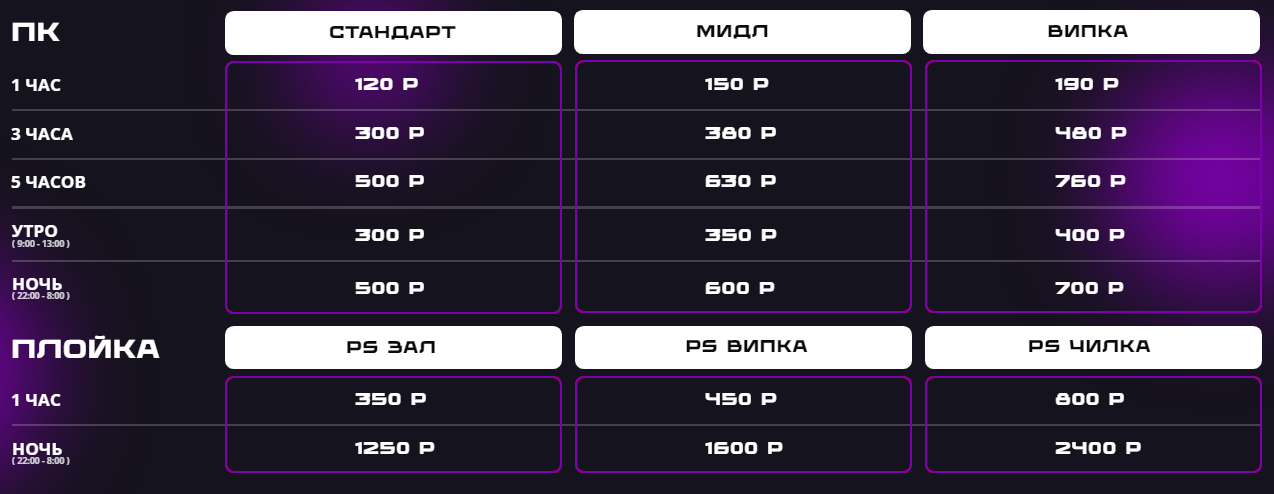 ПК СТАНДАРТ МИДЛ ВИПКА
1 ЧАС 120 Р 150 Р 190 Р
3 ЧАСА 300 Р 380 Р 480 Р
5 ЧАСОВ 500 Р 630 Р 760 Р
УТРО 300 Р 350 Р 400 Р
( 9:00 - 13:00 )
НОЧЬ 500 Р 600 Р 700 Р
( 22:00 - 8:00 )
ПЛОЙКА PS ЗАЛ PS ВИПКА PS ЧИЛКА
1 ЧАС 350 Р 450 Р 800 Р
НОЧЬ 1250 Р 1600 Р 2400 Р
( 22:00 - 8:00 )